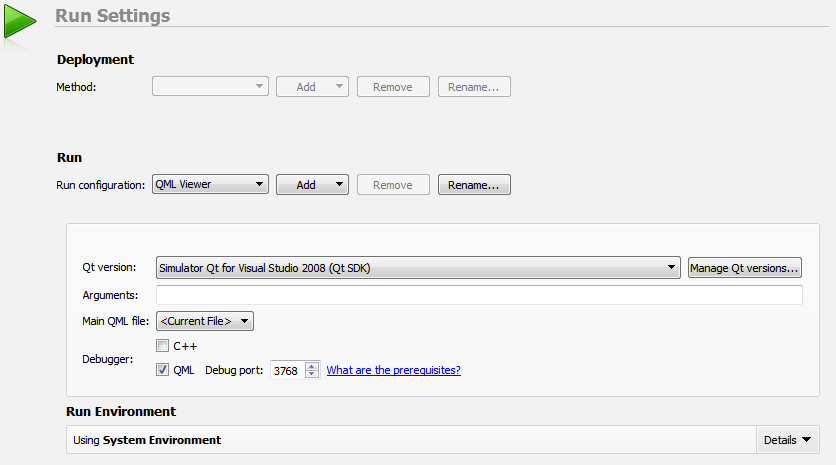 Run Settings
Deployment
Method: Add Remove Rename...
Run
Run configuration: QML Viewer Add Remove Rename...
Qt version: Simulator Qt for Visual Studio 2008 (Qt SDK) Manage Qt versions...
Arguments:
Main QML file: <Current File>
C++
Debugger:
QML Debug port: 3768 What are the prerequisites?
Run Environment
Using System Environment Details